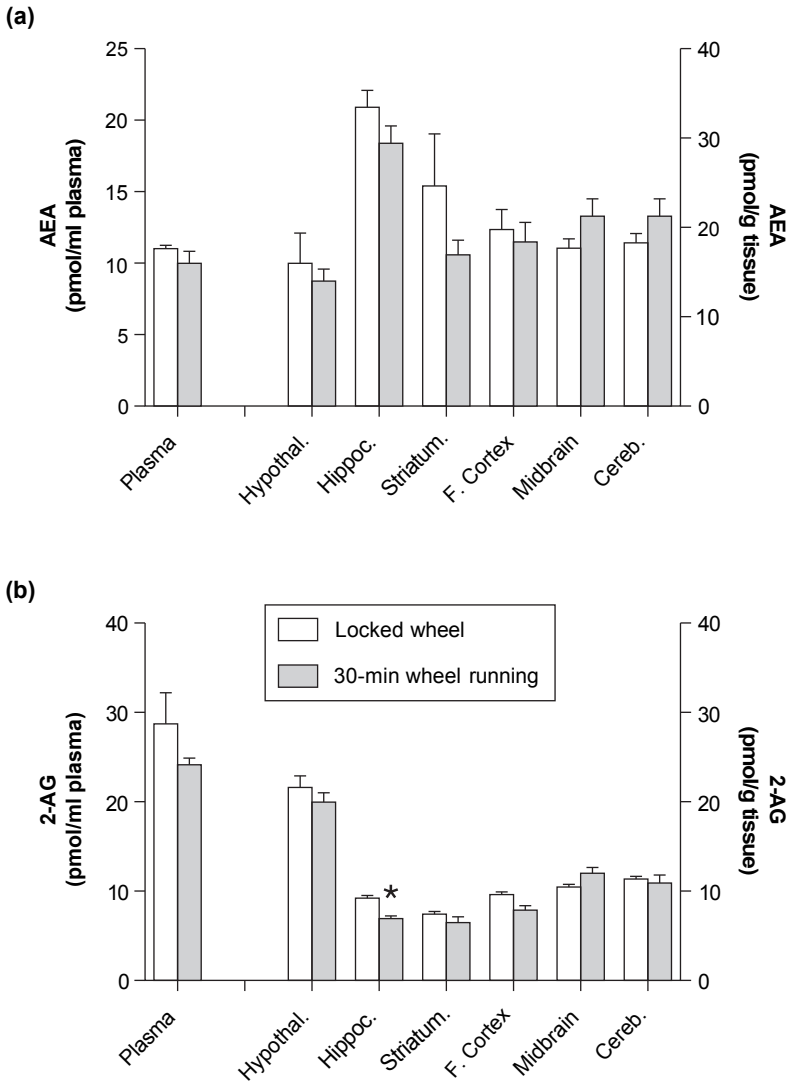 (a)
25
20
15
10
5
0
AEA
(pmol/ml plasma)
40
30
20
10
0
AEA
(pmol/g tissue)
Plasma
Hypothal.
Hippoc.
Striatum.
F. Cortex
Midbrain
Cereb.
(b)
40
30
20
10
0
2-AG
(pmol/ml plasma)
Locked wheel
30-min wheel running
*
40
30
20
10
0
2-AG
(pmol/g tissue)
Plasma
Hypothal.
Hippoc.
Striatum.
F. Cortex
Midbrain
Cereb.